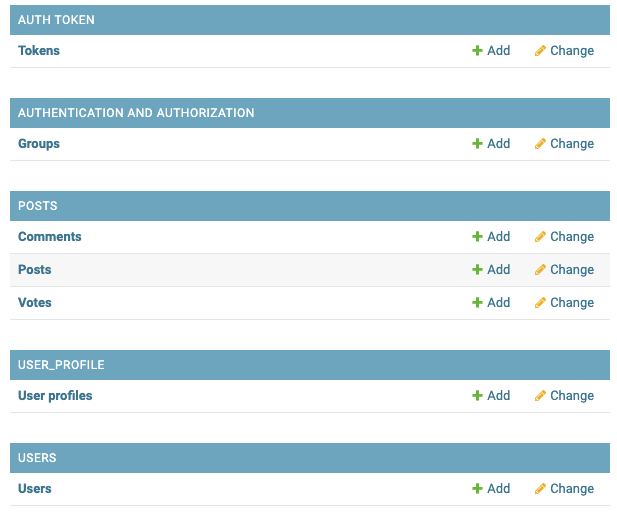 AUTH TOKEN
Tokens Add Change
AUTHENTICATION AND AUTHORIZATION
Groups Add Change
POSTS
Comments Add Change
Posts Add Change
Votes Add Change
USER_PROFILE
User profiles Add Change
USERS
Users Add Change